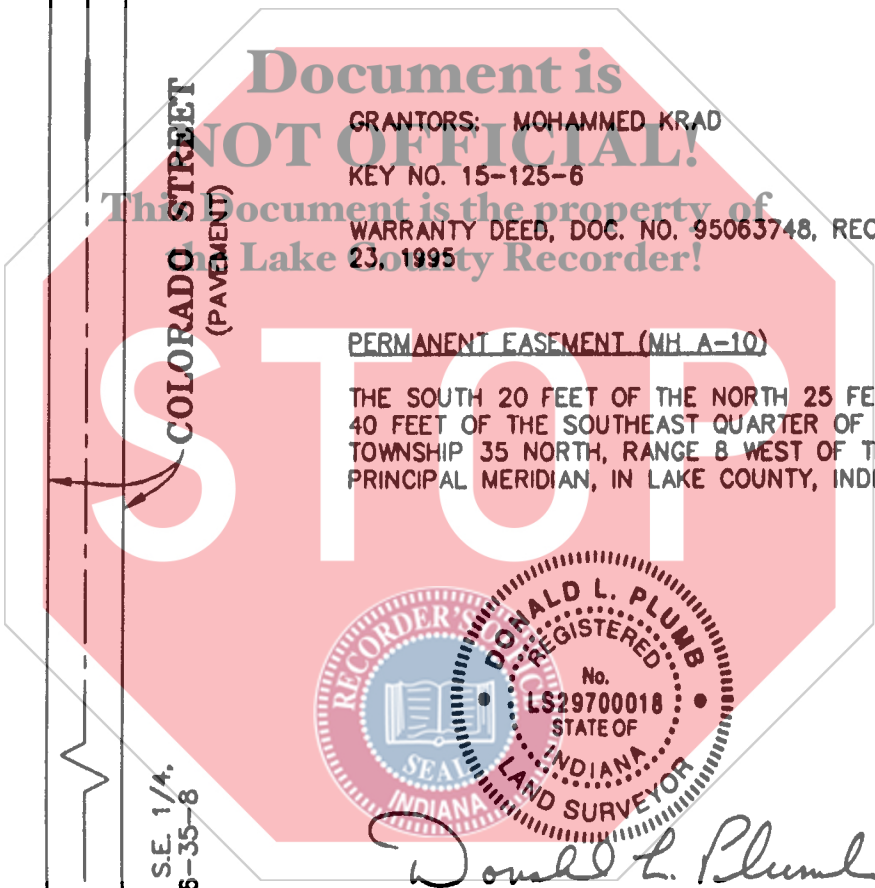 Document is
NOT OFFICIAL!
This Document is the property of
the Lake County Recorder!
STOP
COLORADO STREET
(PAVEMENT)
GRANTORS: MOHAMMED KRAD
KEY NO. 15-125-6
WARRANTY DEED, DOC. NO. 95063748, REC
23, 1995
PERMANENT EASEMENT (MH A-10)
THE SOUTH 20 FEET OF THE NORTH 25 FE
40 FEET OF THE SOUTHEAST QUARTER OF
TOWNSHIP 35 NORTH, RANGE 8 WEST OF T
PRINCIPAL MERIDIAN, IN LAKE COUNTY, INDI
RECORDER'S OFFICE
SEAL
INDIANA
DONALD L. PLUMB
REGISTERED
No.
LS29700018
STATE OF
INDIANA
LAND SURVEYOR
S.E. 1/4,
6-35-8
Donald L. Plumb